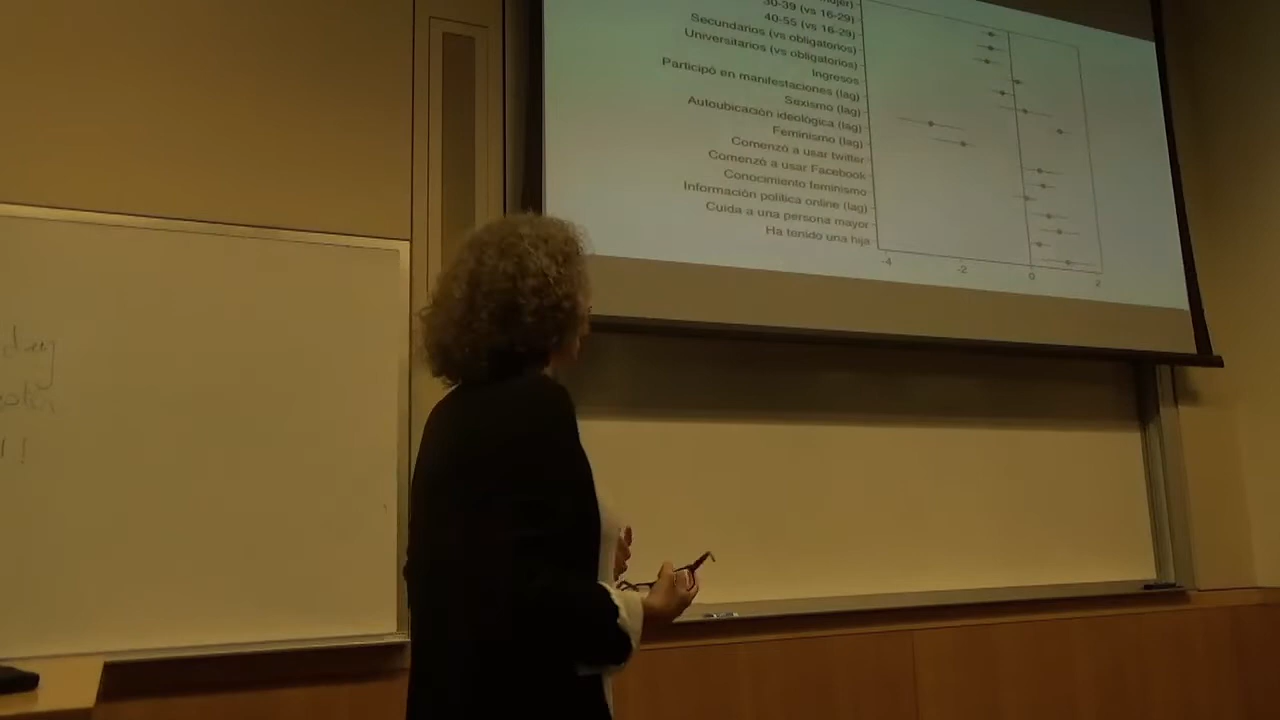 30-39 (vs 16-29)
40-55 (vs 16-29)
Secundarios (vs obligatorios)
Universitarios (vs obligatorios)
Ingresos
Participó en manifestaciones (lag)
Sexismo (lag)
Autoubicación ideológica (lag)
Feminismo (lag)
Comenzó a usar twitter
Comenzó a usar Facebook
Conocimiento feminismo
Información política online (lag)
Cuida a una persona mayor
Ha tenido una hija
-4 -2 0 2